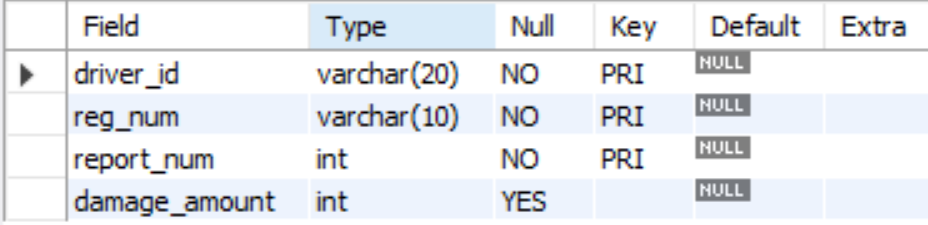 Field Type Null Key Default Extra
driver_id varchar(20) NO PRI NULL
reg_num varchar(10) NO PRI NULL
report_num int NO PRI NULL
damage_amount int YES NULL